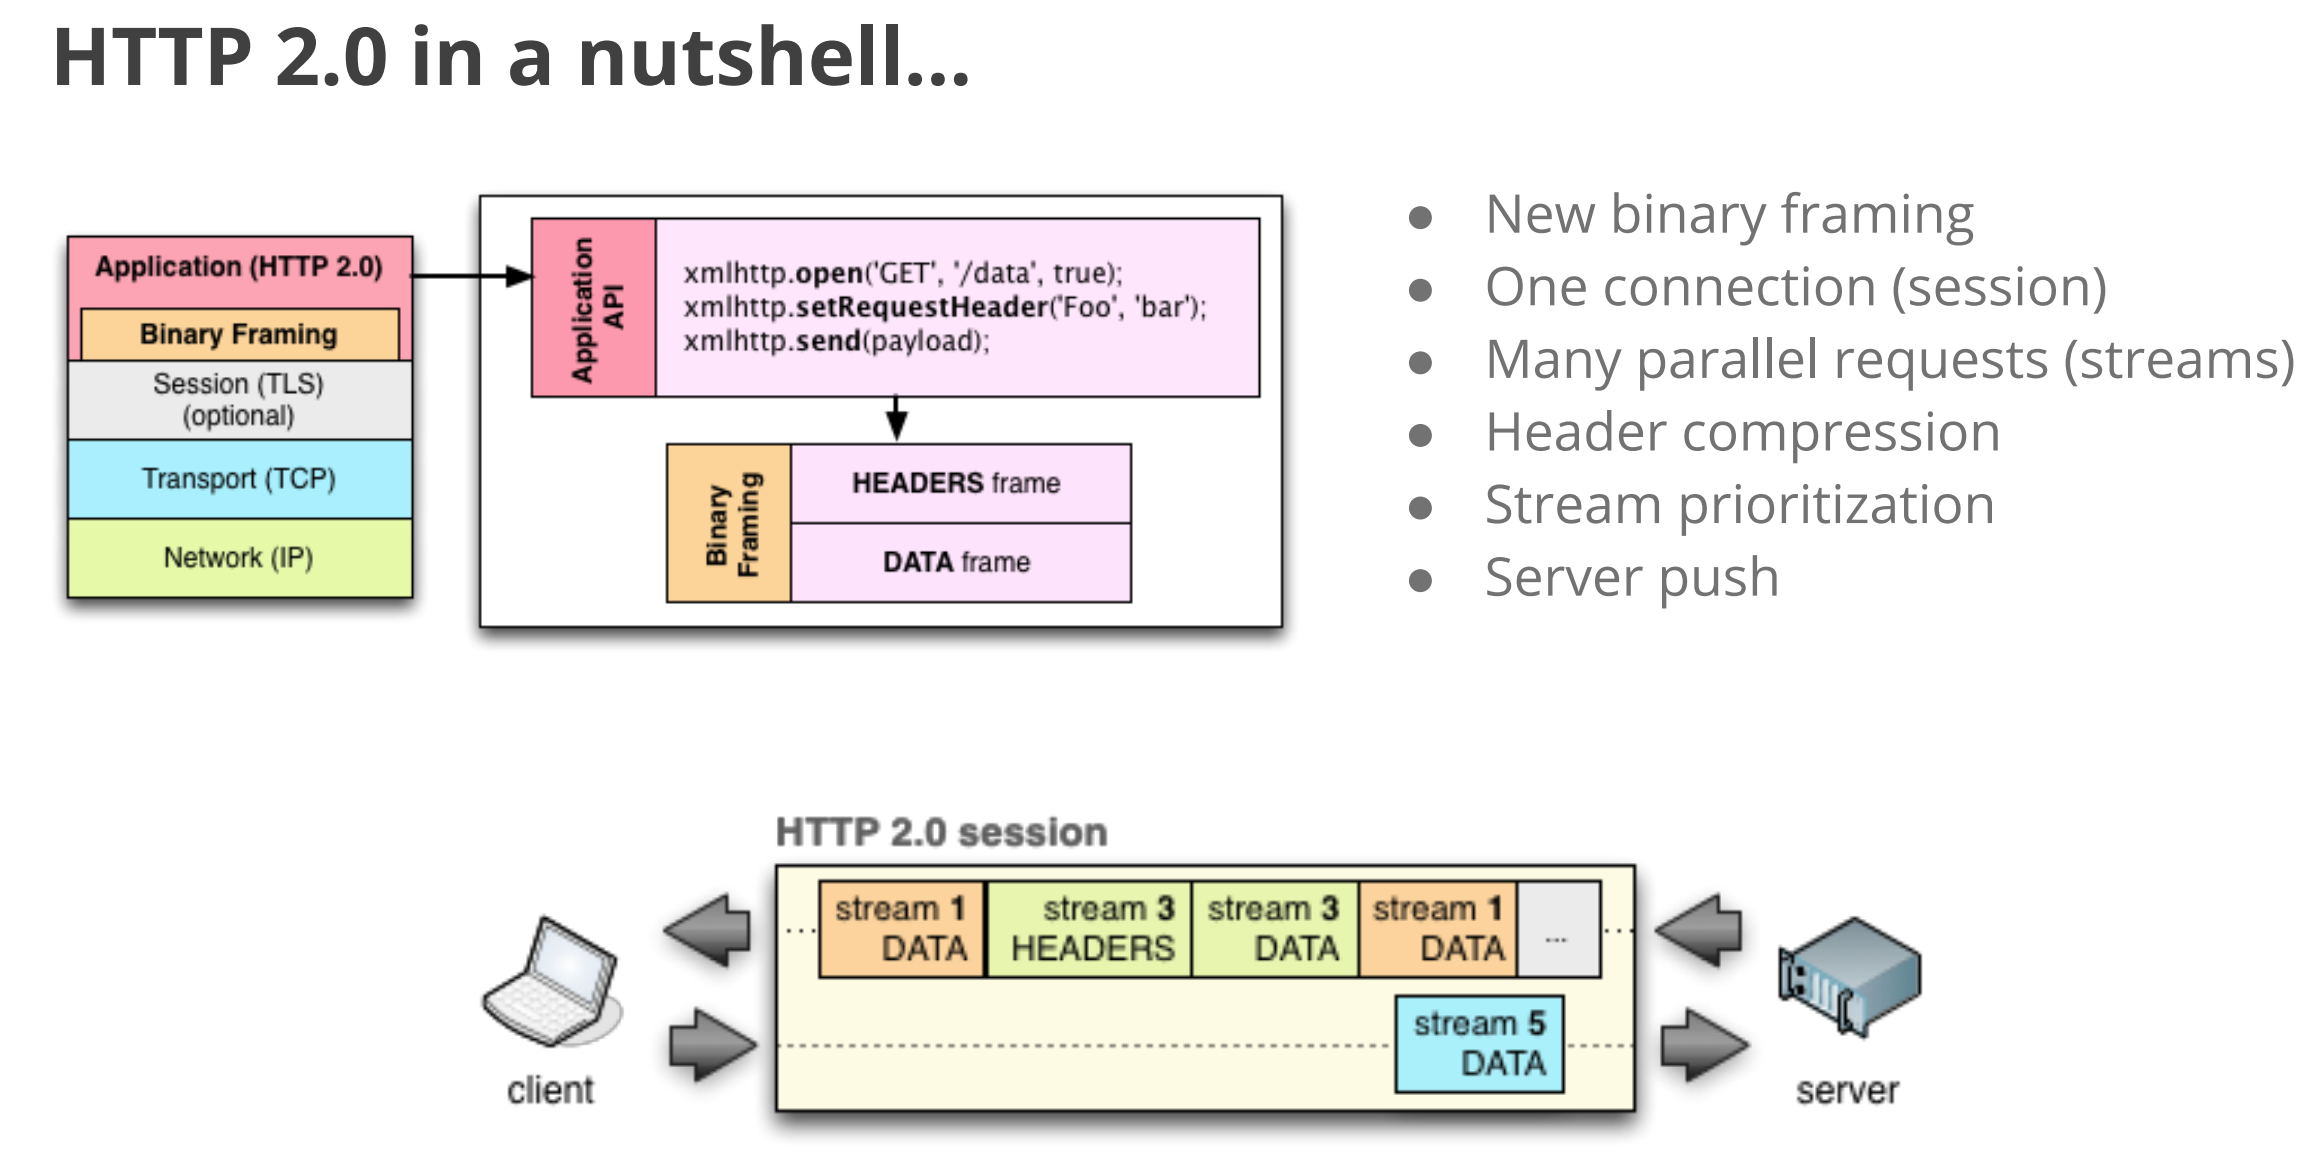 HTTP 2.0 in a nutshell...
Application (HTTP 2.0)
Binary Framing
Session (TLS)
(optional)
Transport (TCP)
Network (IP)
Application
API
xmlhttp.open('GET', '/data', true);
xmlhttp.setRequestHeader('Foo', 'bar');
xmlhttp.send(payload);
Binary
Framing
HEADERS frame
DATA frame
● New binary framing
● One connection (session)
● Many parallel requests (streams)
● Header compression
● Stream prioritization
● Server push
HTTP 2.0 session
stream 1
DATA
stream 3
HEADERS
stream 3
DATA
stream 1
DATA
...
stream 5
DATA
client
server